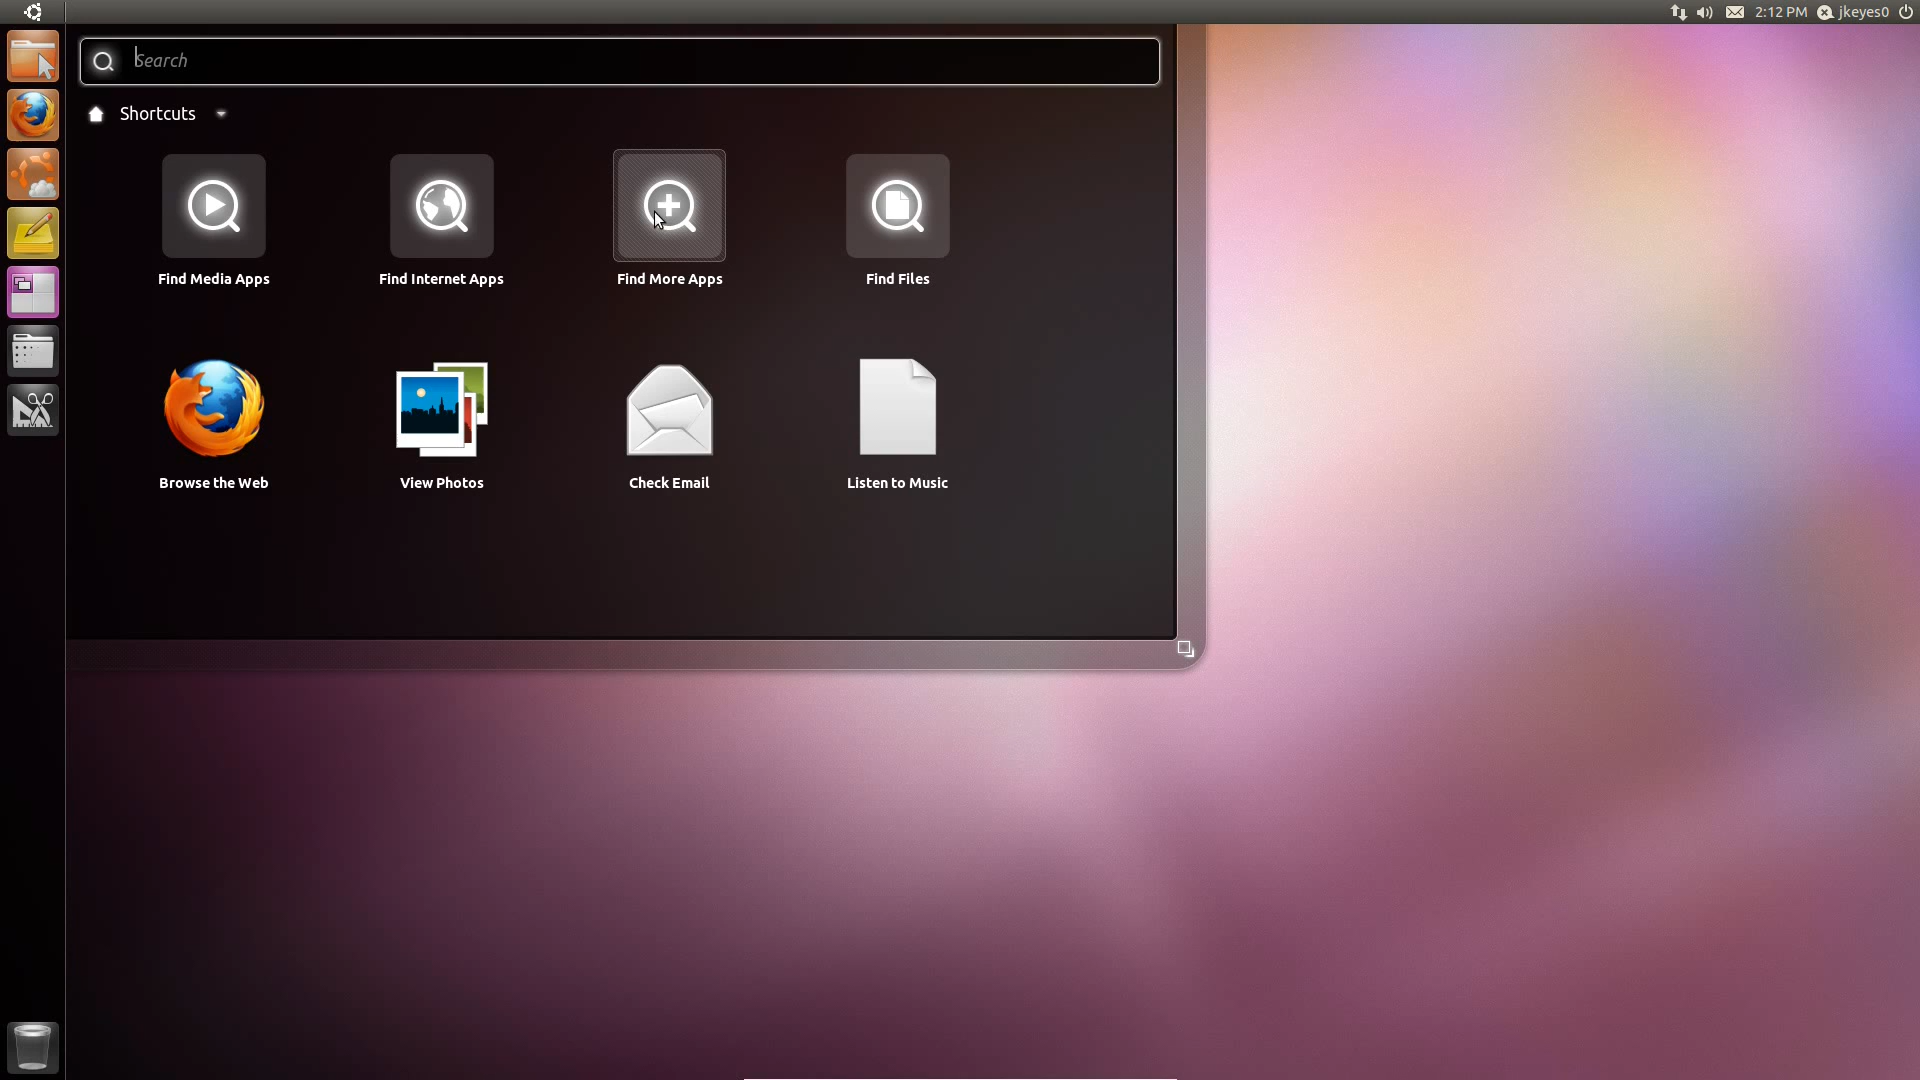 2:12 PM jkeyes0
Search
Shortcuts
Find Media Apps Find Internet Apps Find More Apps Find Files
Browse the Web View Photos Check Email Listen to Music